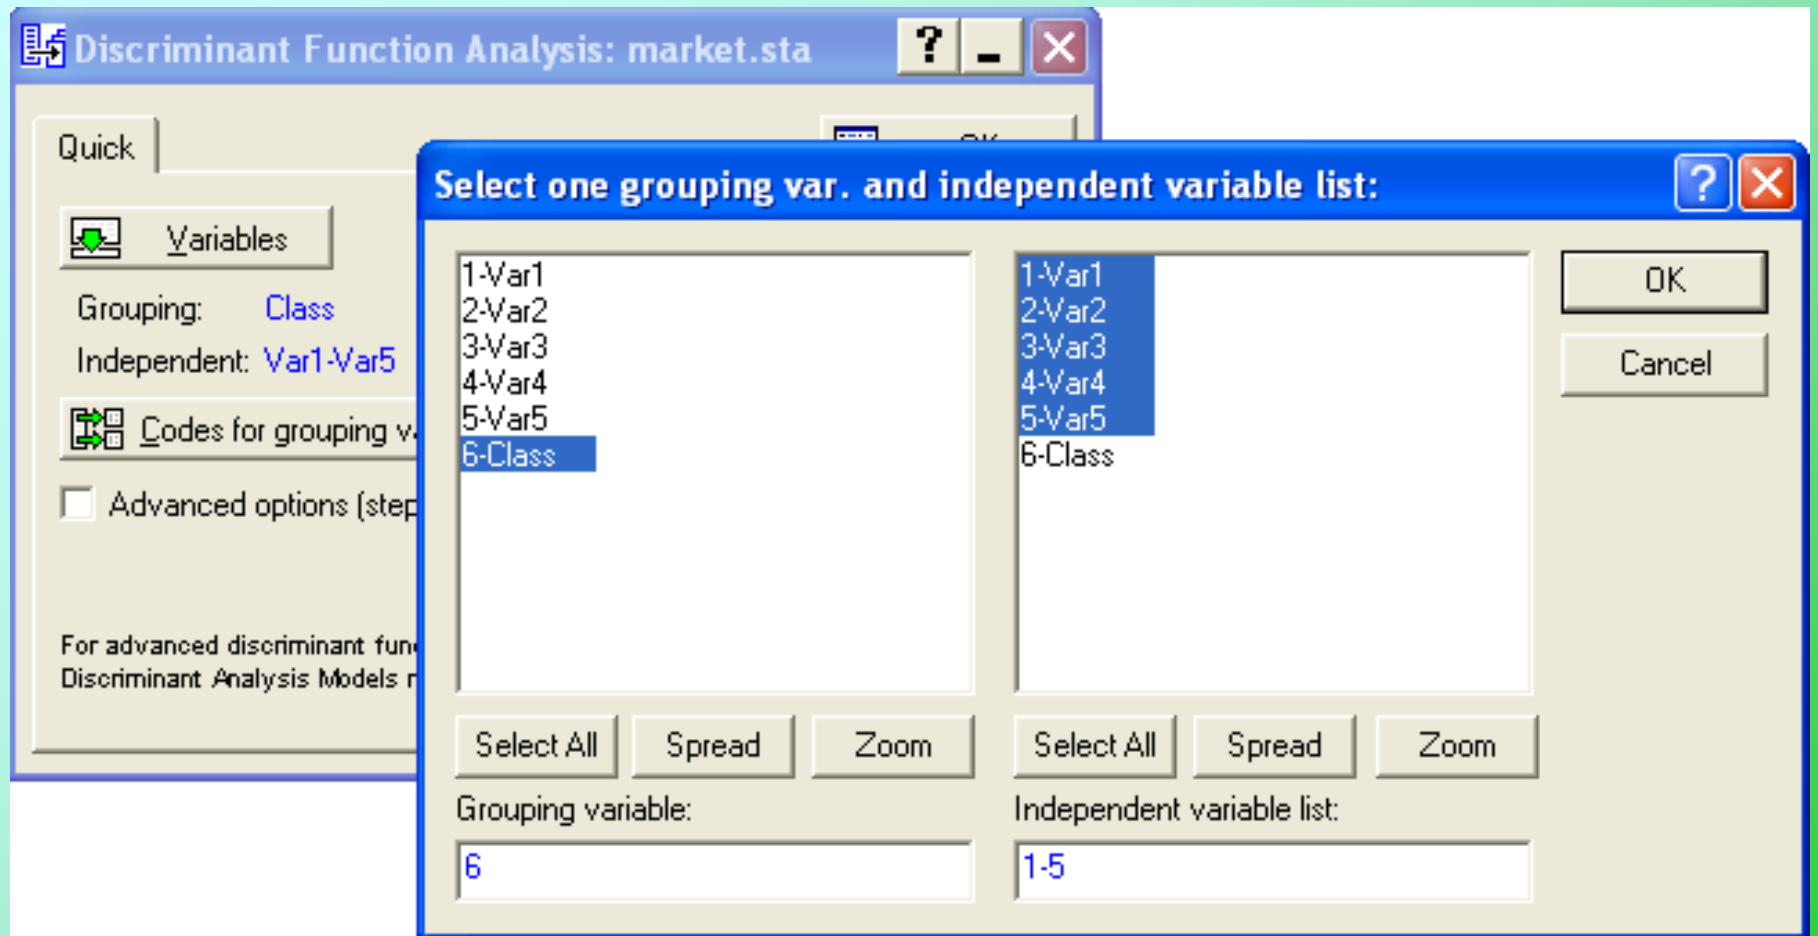 Discriminant Function Analysis: market.sta
Quick
Variables
Grouping: Class
Independent: Var1-Var5
Codes for grouping
Advanced options
For advanced discriminant
Discriminant Analysis Models
Select one grouping var. and independent variable list:
1-Var1
2-Var2
3-Var3
4-Var4
5-Var5
6-Class
Select All Spread Zoom
Grouping variable:
6
1-Var1
2-Var2
3-Var3
4-Var4
5-Var5
6-Class
Select All Spread Zoom
Independent variable list:
1-5
OK
Cancel